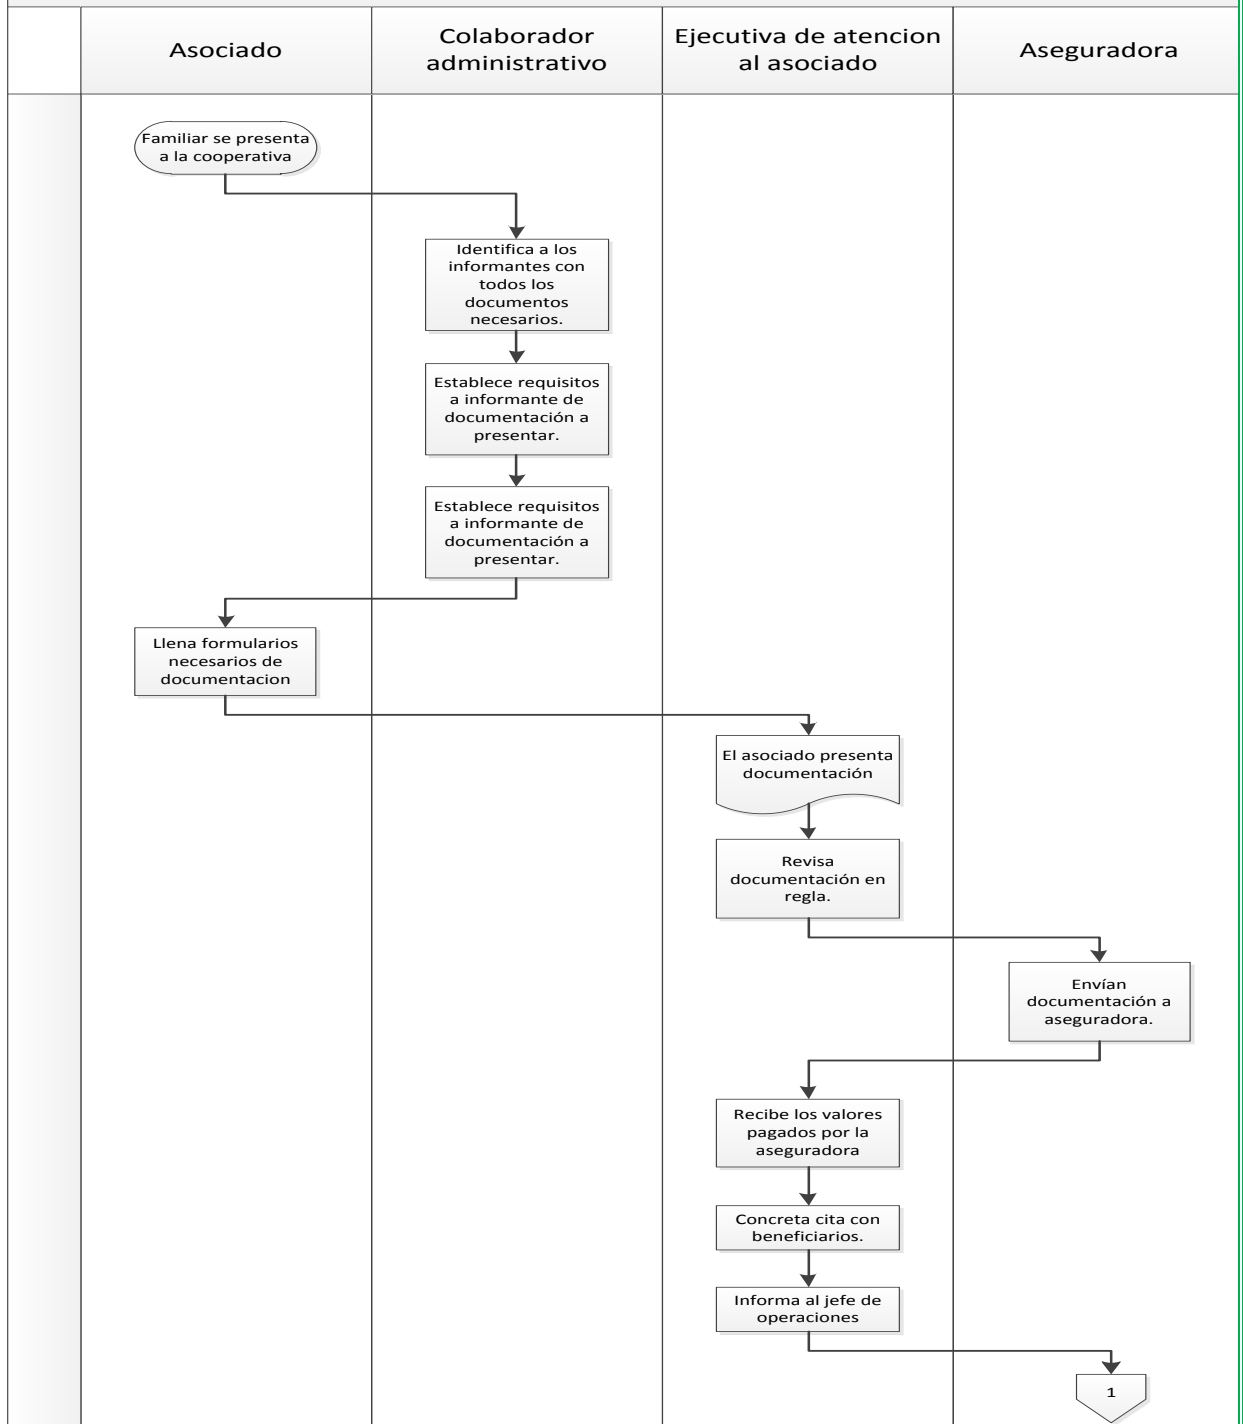 Asociado
Colaborador
administrativo
Ejecutiva de atencion
al asociado
Aseguradora
Familiar se presenta
a la cooperativa
Identifica a los
informantes con
todos los
documentos
necesarios.
Establece requisitos
a informante de
documentación a
presentar.
Establece requisitos
a informante de
documentación a
presentar.
Llena formularios
necesarios de
documentacion
El asociado presenta
documentación
Revisa
documentación en
regla.
Envían
documentación a
aseguradora.
Recibe los valores
pagados por la
aseguradora
Concreta cita con
beneficiarios.
Informa al jefe de
operaciones
1